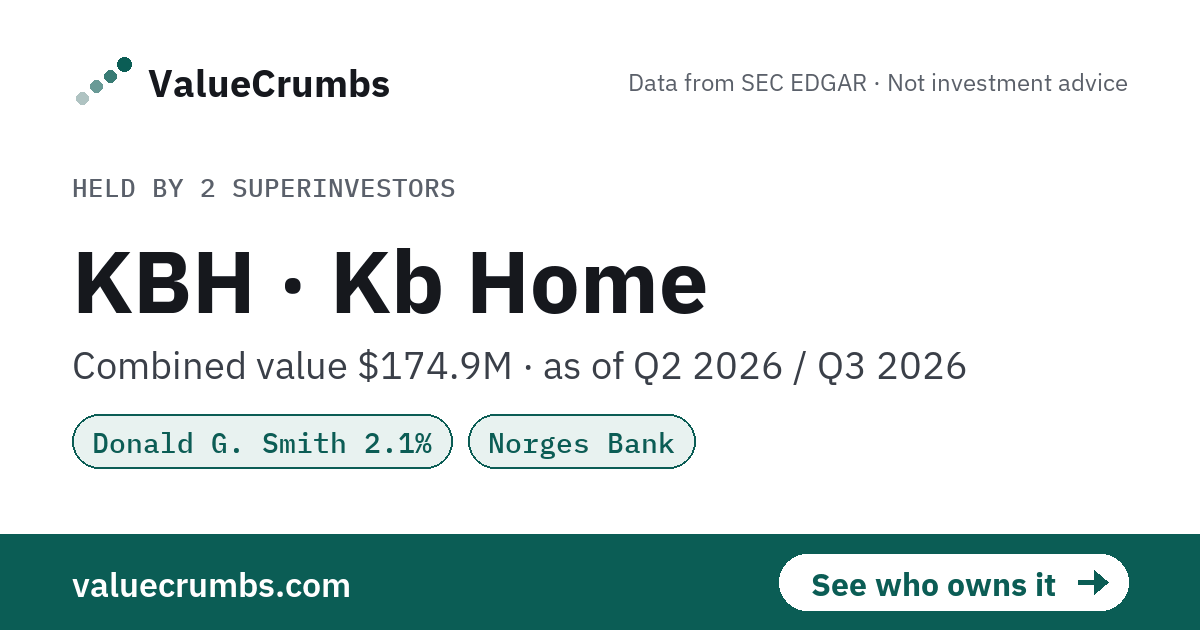 ValueCrumbs
Data from SEC EDGAR · Not investment advice
HELD BY 2 SUPERINVESTORS
KBH · Kb Home
Combined value $174.9M · as of Q2 2026 / Q3 2026
Donald G. Smith 2.1%
Norges Bank
valuecrumbs.com
See who owns it